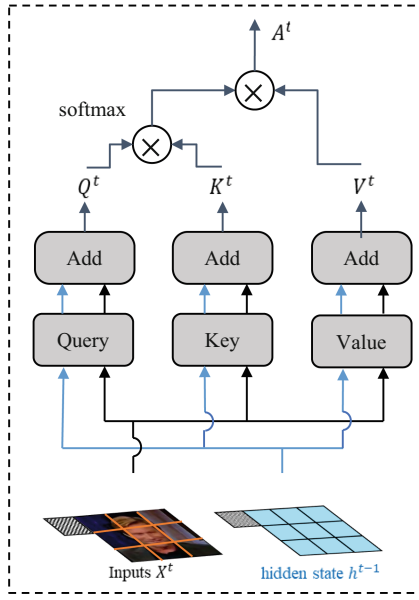 A^t
softmax
Q^t K^t V^t
Add Add Add
Query Key Value
Inputs X^t hidden state h^{t-1}